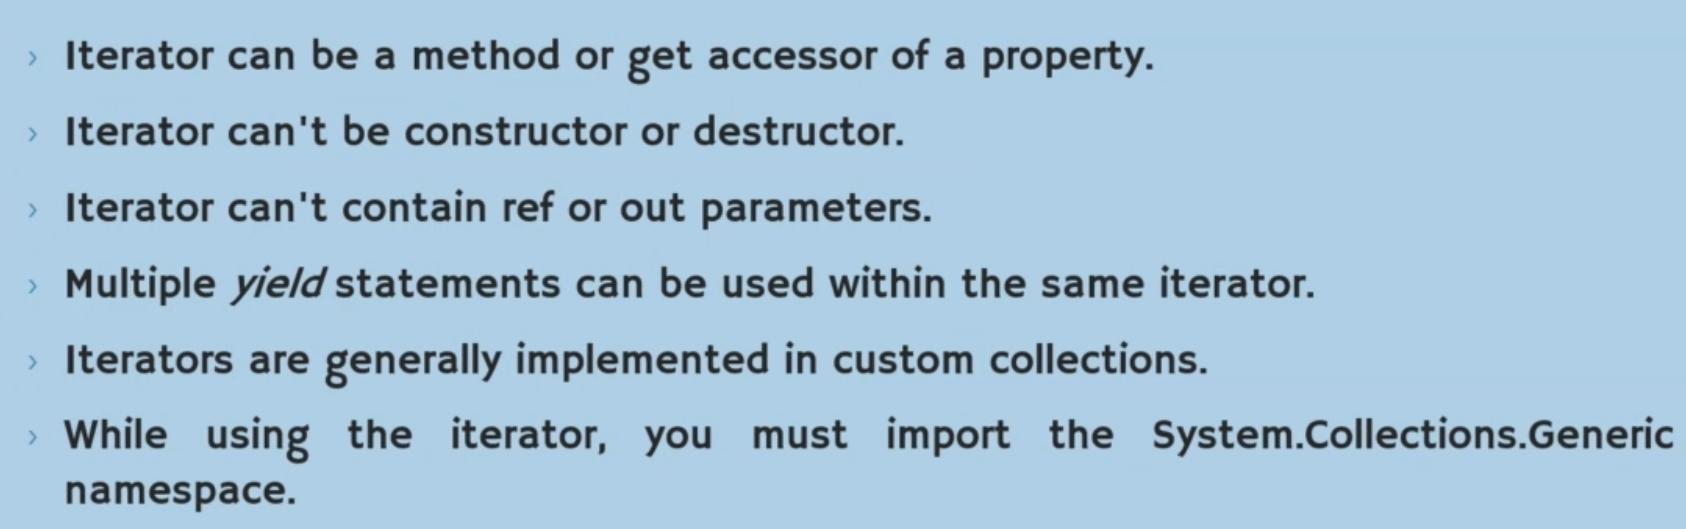 › Iterator can be a method or get accessor of a property.
› Iterator can't be constructor or destructor.
› Iterator can't contain ref or out parameters.
› Multiple yield statements can be used within the same iterator.
› Iterators are generally implemented in custom collections.
› While using the iterator, you must import the System.Collections.Generic
namespace.